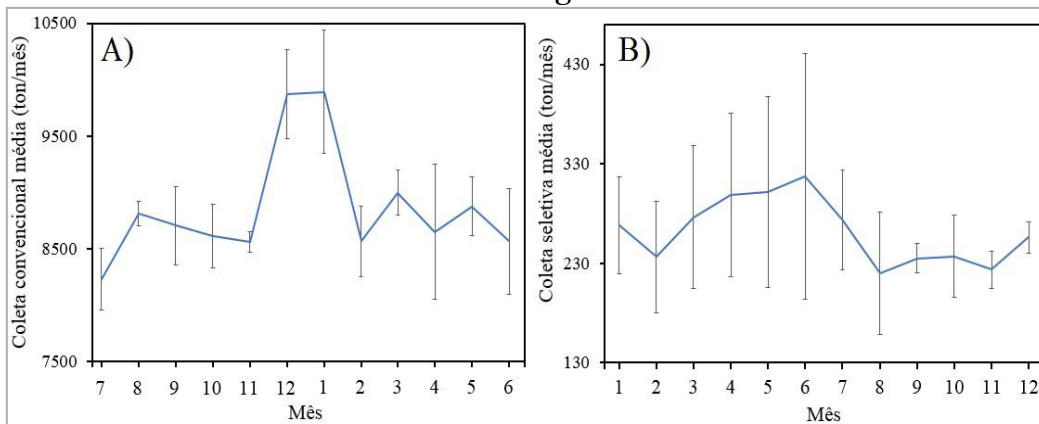 g
A)
Coleta convencional média (ton/mês)
10500
9500
8500
7500
7 8 9 10 11 12 1 2 3 4 5 6
Mês
B)
Coleta seletiva média (ton/mês)
430
330
230
130
1 2 3 4 5 6 7 8 9 10 11 12
Mês